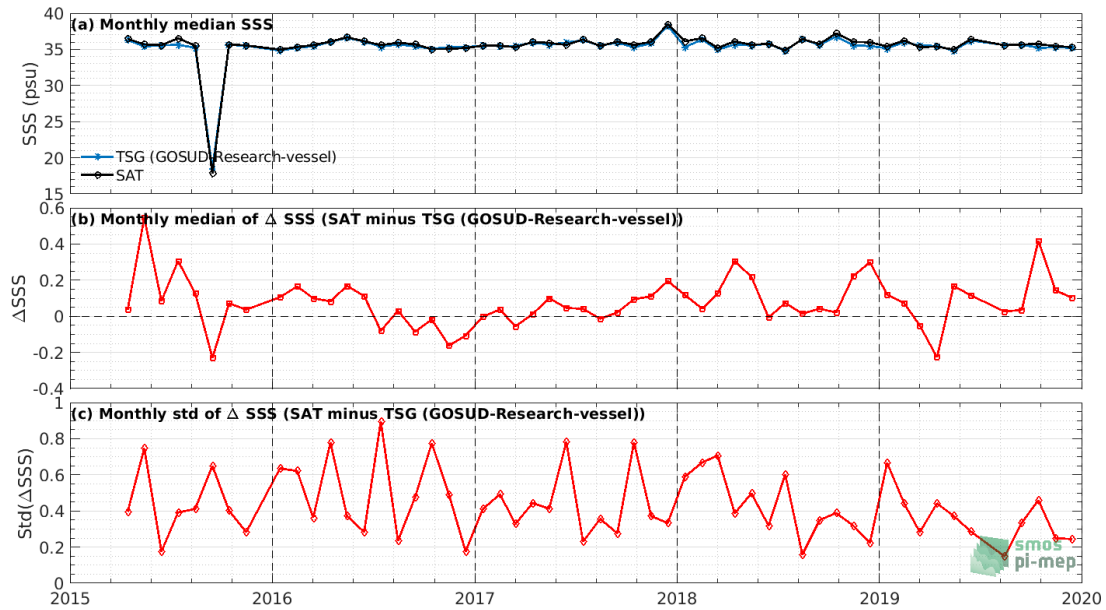 (a) Monthly median SSS
40
35
30
25
20
15
SSS (psu)
TSG (GOSUD-Research-vessel)
SAT
(b) Monthly median of Δ SSS (SAT minus TSG (GOSUD-Research-vessel))
0.6
0.4
0.2
0
-0.2
-0.4
ΔSSS
(c) Monthly std of Δ SSS (SAT minus TSG (GOSUD-Research-vessel))
1
0.8
0.6
0.4
0.2
0
Std(ΔSSS)
smos
pi-mep
2015 2016 2017 2018 2019 2020